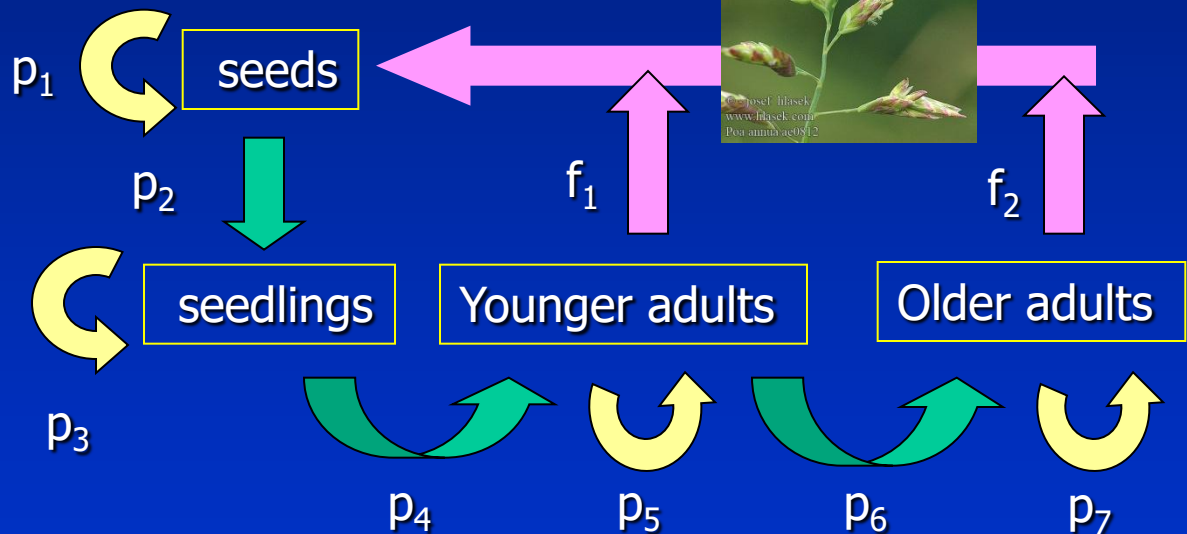 p₁
seeds
© josef hlasek
www.hlasek.com
Poa annua ae0812
p₂
f₁
f₂
seedlings
Younger adults
Older adults
p₃
p₄
p₅
p₆
p₇